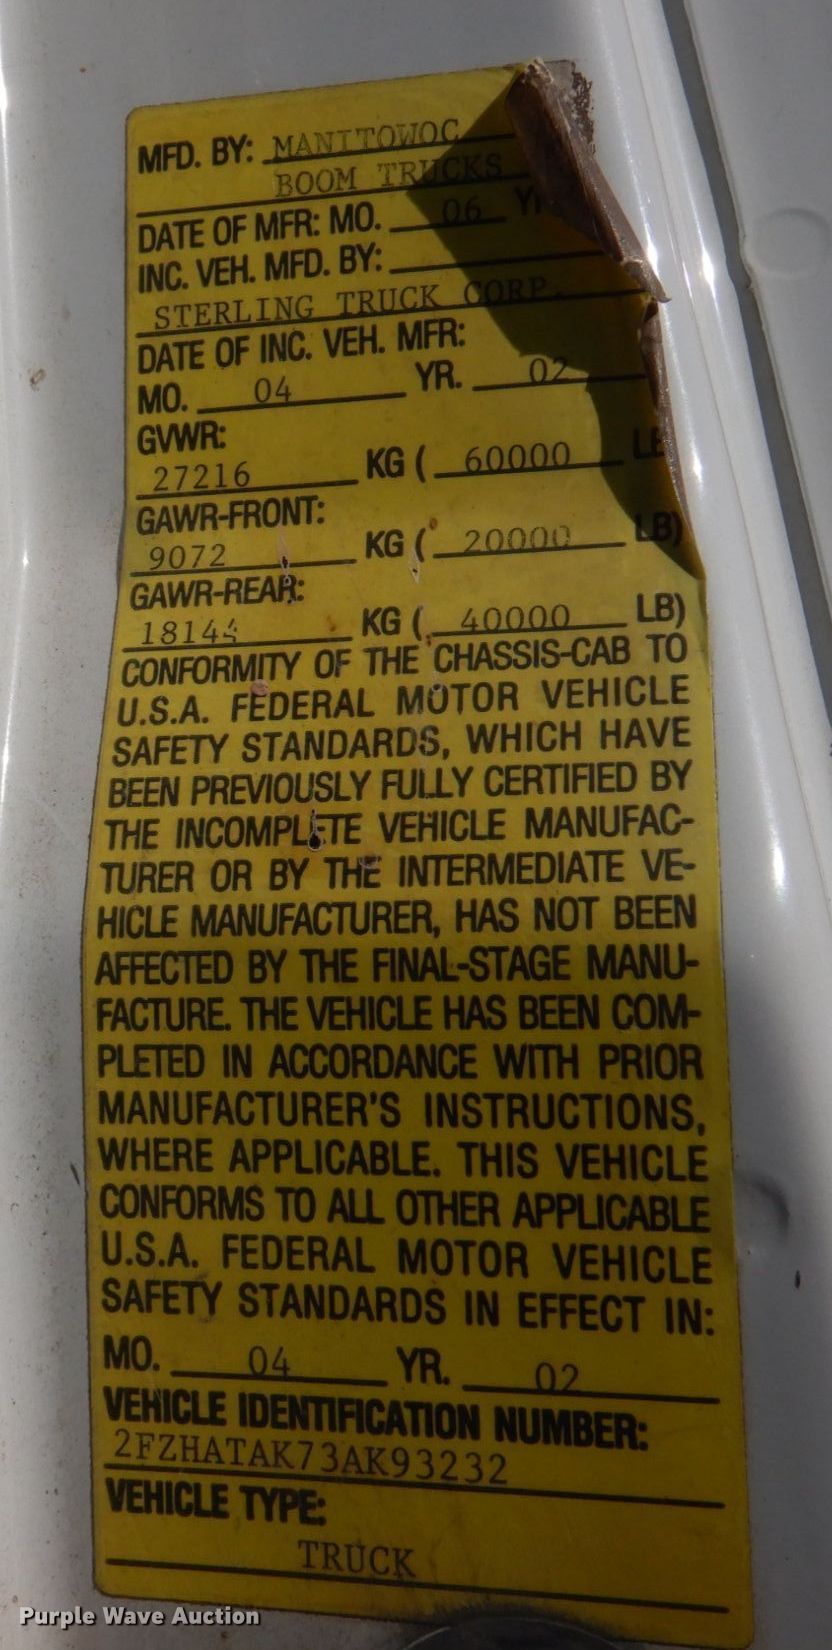 MFD. BY: MANITOWOC
BOOM TRUCKS
DATE OF MFR: MO. 06
INC. VEH. MFD. BY:
STERLING TRUCK CORP.
DATE OF INC. VEH. MFR:
MO. 04 YR. 02
GVWR:
27216 KG ( 60000 LB
GAWR-FRONT:
9072 KG ( 20000 LB)
GAWR-REAR:
18144 KG ( 40000 LB)
CONFORMITY OF THE CHASSIS-CAB TO
U.S.A. FEDERAL MOTOR VEHICLE
SAFETY STANDARDS, WHICH HAVE
BEEN PREVIOUSLY FULLY CERTIFIED BY
THE INCOMPLETE VEHICLE MANUFAC-
TURER OR BY THE INTERMEDIATE VE-
HICLE MANUFACTURER, HAS NOT BEEN
AFFECTED BY THE FINAL-STAGE MANU-
FACTURE. THE VEHICLE HAS BEEN COM-
PLETED IN ACCORDANCE WITH PRIOR
MANUFACTURER'S INSTRUCTIONS,
WHERE APPLICABLE. THIS VEHICLE
CONFORMS TO ALL OTHER APPLICABLE
U.S.A. FEDERAL MOTOR VEHICLE
SAFETY STANDARDS IN EFFECT IN:
MO. 04 YR. 02
VEHICLE IDENTIFICATION NUMBER:
2FZHATAK73AK93232
VEHICLE TYPE:
TRUCK
Purple Wave Auction